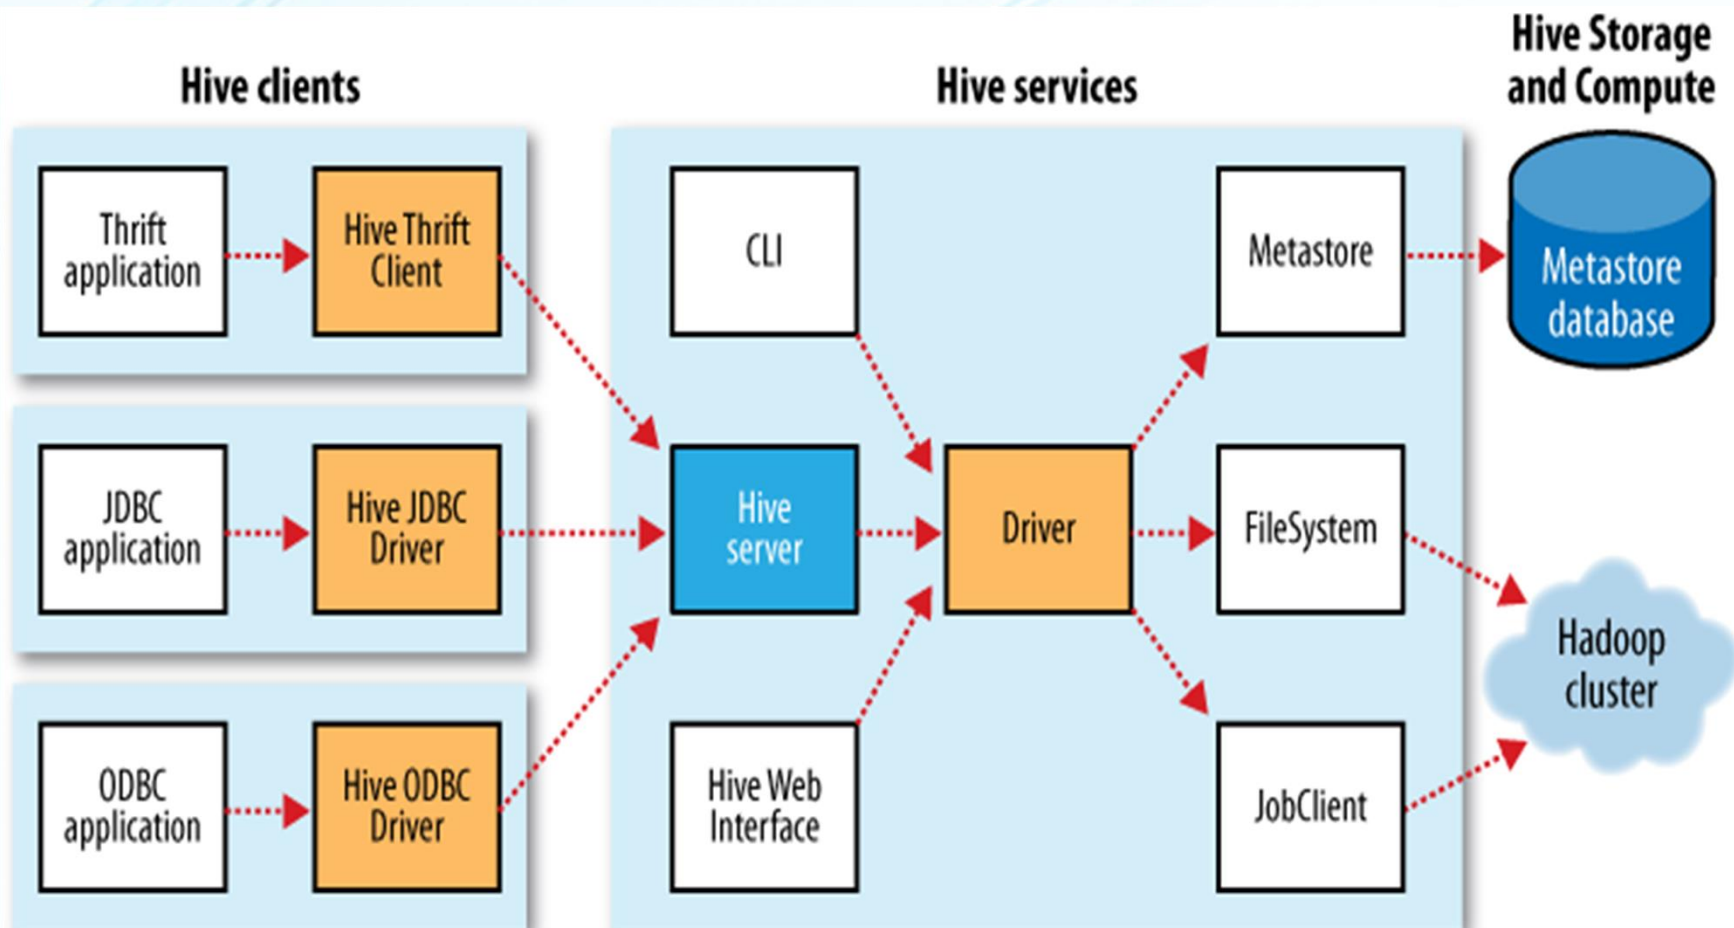 Hive clients
Hive services
Hive Storage
and Compute
Thrift
application
Hive Thrift
Client
CLI
Metastore
Metastore
database
JDBC
application
Hive JDBC
Driver
Hive
server
Driver
FileSystem
Hadoop
cluster
ODBC
application
Hive ODBC
Driver
Hive Web
Interface
JobClient